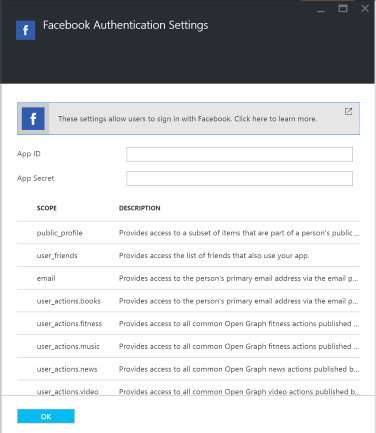 Facebook Authentication Settings
These settings allow users to sign in with Facebook. Click here to learn more.
App ID
App Secret
SCOPE DESCRIPTION
public_profile Provides access to a subset of items that are part of a person's public ...
user_friends Provides access the list of friends that also use your app.
email Provides access to the person's primary email address via the email p...
user_actions.books Provides access to the person's primary email address via the email p...
user_actions.fitness Provides access to all common Open Graph fitness actions published ...
user_actions.music Provides access to all common Open Graph fitness actions published ...
user_actions.news Provides access to all common Open Graph news actions published b...
user_actions.video Provides access to all common Open Graph video actions published b...
OK